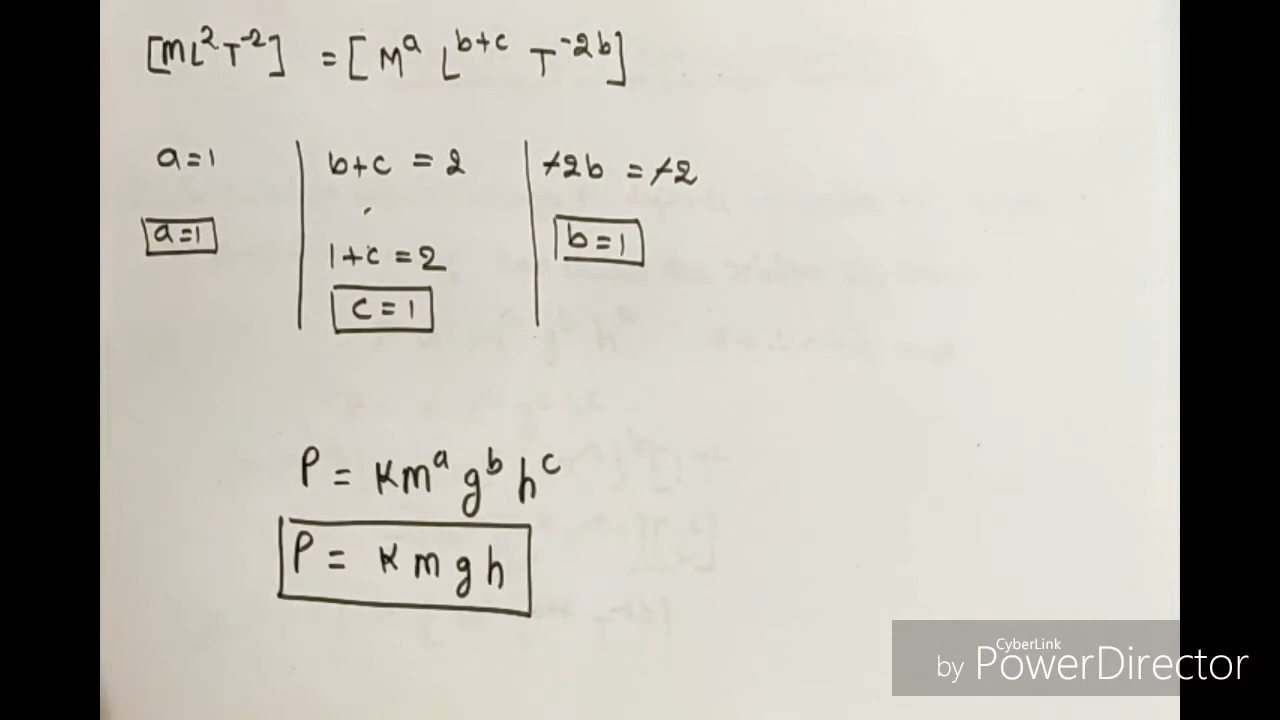 [ML²T⁻²] = [Mᵃ Lᵇ⁺ᶜ T⁻²ᵇ]
a=1 | b+c = 2 | -2b = -2
a=1 | 1+c = 2 | b=1
c=1
P = Kmᵃ gᵇ hᶜ
P = K m g h
CyberLink
by PowerDirector